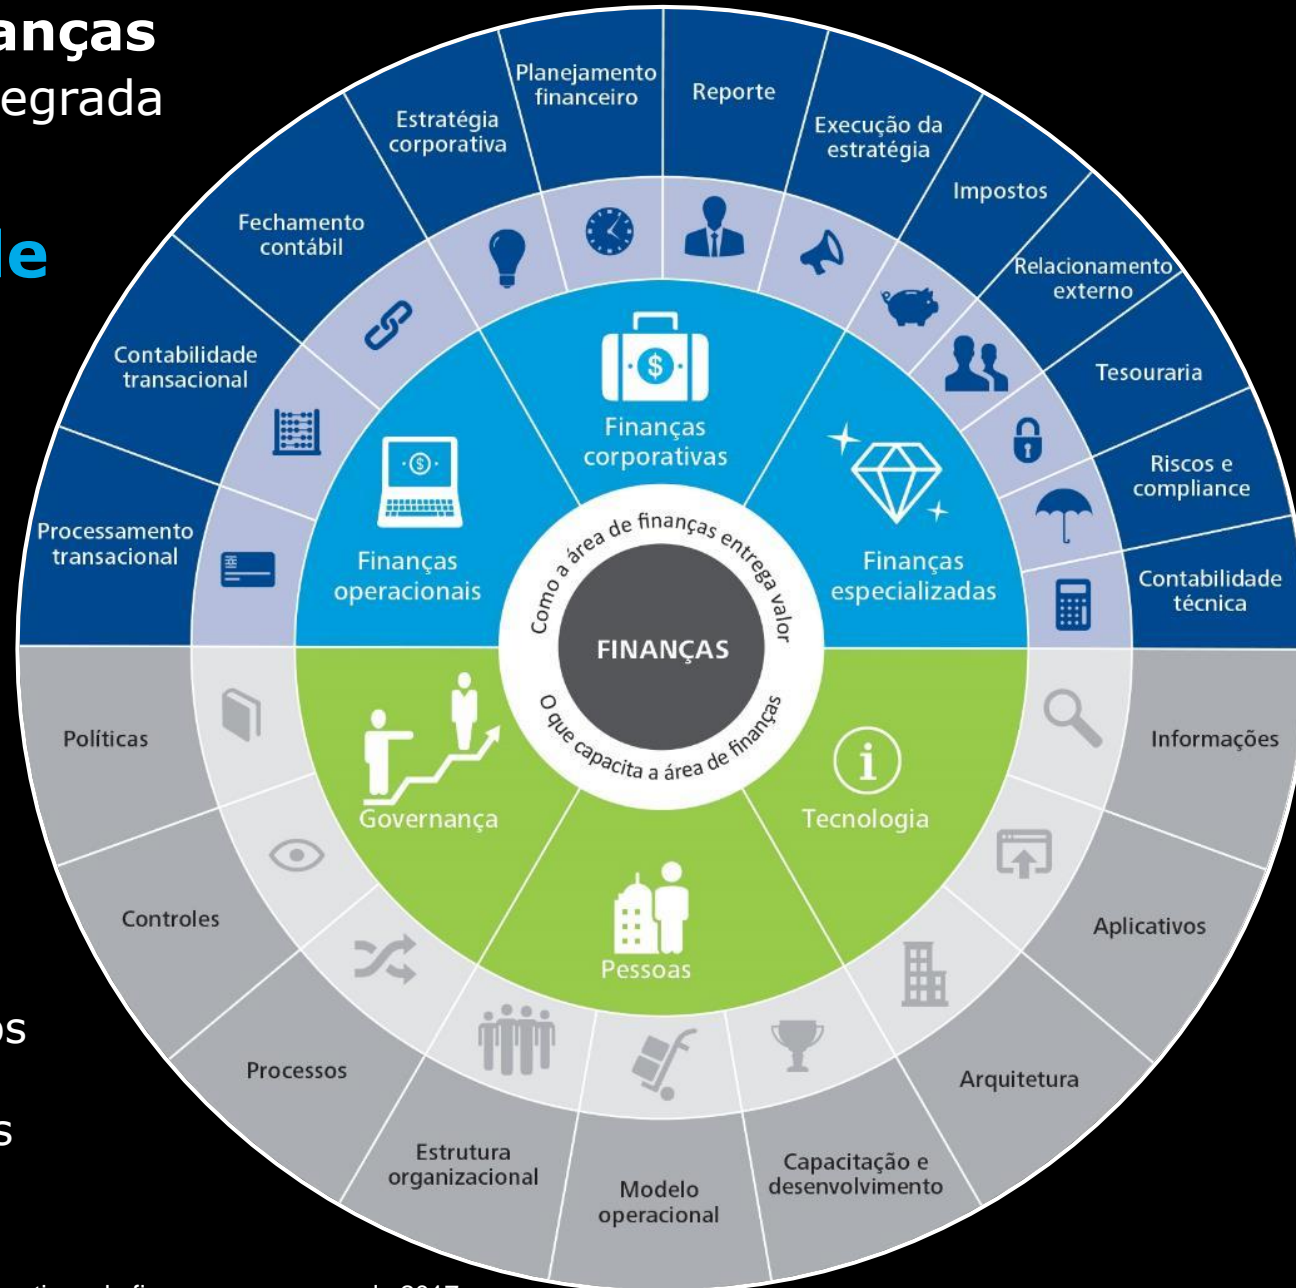 anças
egrada
le
os
s
Planejamento
financeiro
Reporte
Estratégia
corporativa
Execução da
estratégia
Impostos
Fechamento
contábil
Relacionamento
externo
Contabilidade
transacional
Tesouraria
Riscos e
compliance
Processamento
transacional
Contabilidade
técnica
Finanças
corporativas
Finanças
operacionais
Finanças
especializadas
Como a área de finanças entrega valor
FINANÇAS
O que capacita a área de finanças
Governança
Tecnologia
Pessoas
Políticas
Informações
Controles
Aplicativos
Processos
Arquitetura
Estrutura
organizacional
Modelo
operacional
Capacitação e
desenvolvimento